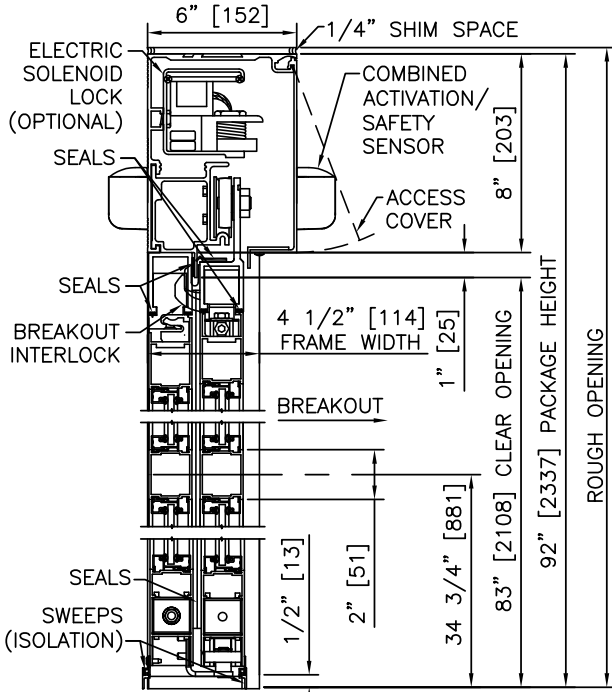 6" [152]
1/4" SHIM SPACE
ELECTRIC
SOLENOID
LOCK
(OPTIONAL)
COMBINED
ACTIVATION/
SAFETY
SENSOR
SEALS
8" [203]
ACCESS
COVER
SEALS
BREAKOUT
INTERLOCK
4 1/2" [114]
FRAME WIDTH
1" [25]
BREAKOUT
83" [2108] CLEAR OPENING
92" [2337] PACKAGE HEIGHT
ROUGH OPENING
34 3/4" [881]
2" [51]
1/2" [13]
SEALS
SWEEPS
(ISOLATION)